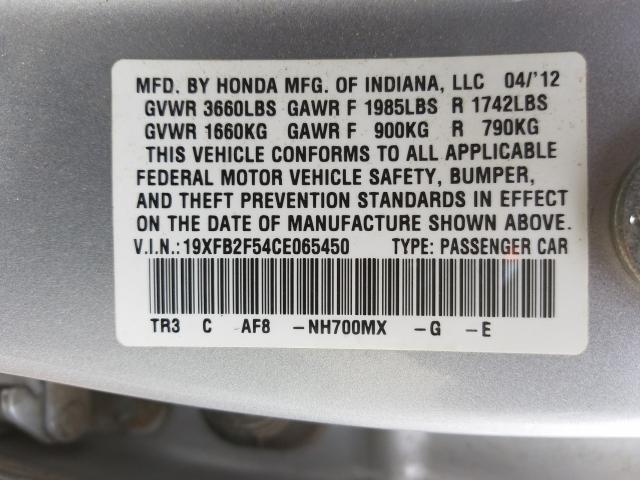 MFD. BY HONDA MFG. OF INDIANA, LLC 04/'12
GVWR 3660LBS GAWR F 1985LBS R 1742LBS
GVWR 1660KG GAWR F 900KG R 790KG
THIS VEHICLE CONFORMS TO ALL APPLICABLE
FEDERAL MOTOR VEHICLE SAFETY, BUMPER,
AND THEFT PREVENTION STANDARDS IN EFFECT
ON THE DATE OF MANUFACTURE SHOWN ABOVE.
V.I.N.:19XFB2F54CE065450 TYPE: PASSENGER CAR
TR3 C AF8 -NH700MX -G -E